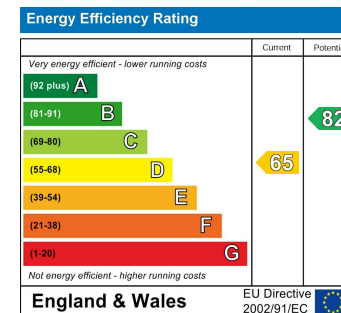 Energy Efficiency Rating
Current Potenti
Very energy efficient - lower running costs
(92 plus) A
(81-91) B
82
(69-80) C
(55-68) D
65
(39-54) E
(21-38) F
(1-20) G
Not energy efficient - higher running costs
England & Wales
EU Directive
2002/91/EC